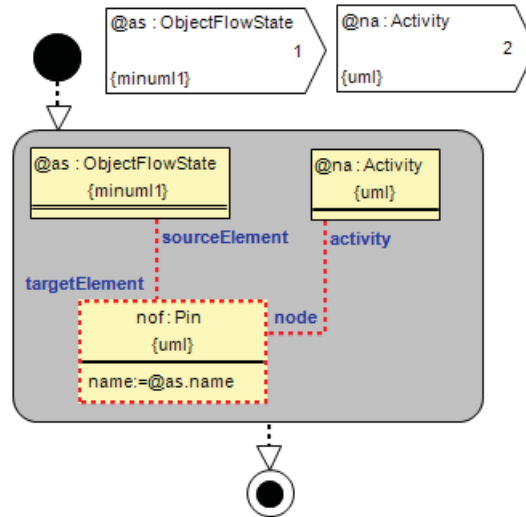 @as : ObjectFlowState
1
{minuml1}
@na : Activity
2
{uml}
@as : ObjectFlowState
{minuml1}
@na : Activity
{uml}
sourceElement
activity
targetElement
node
nof : Pin
{uml}
name:=@as.name